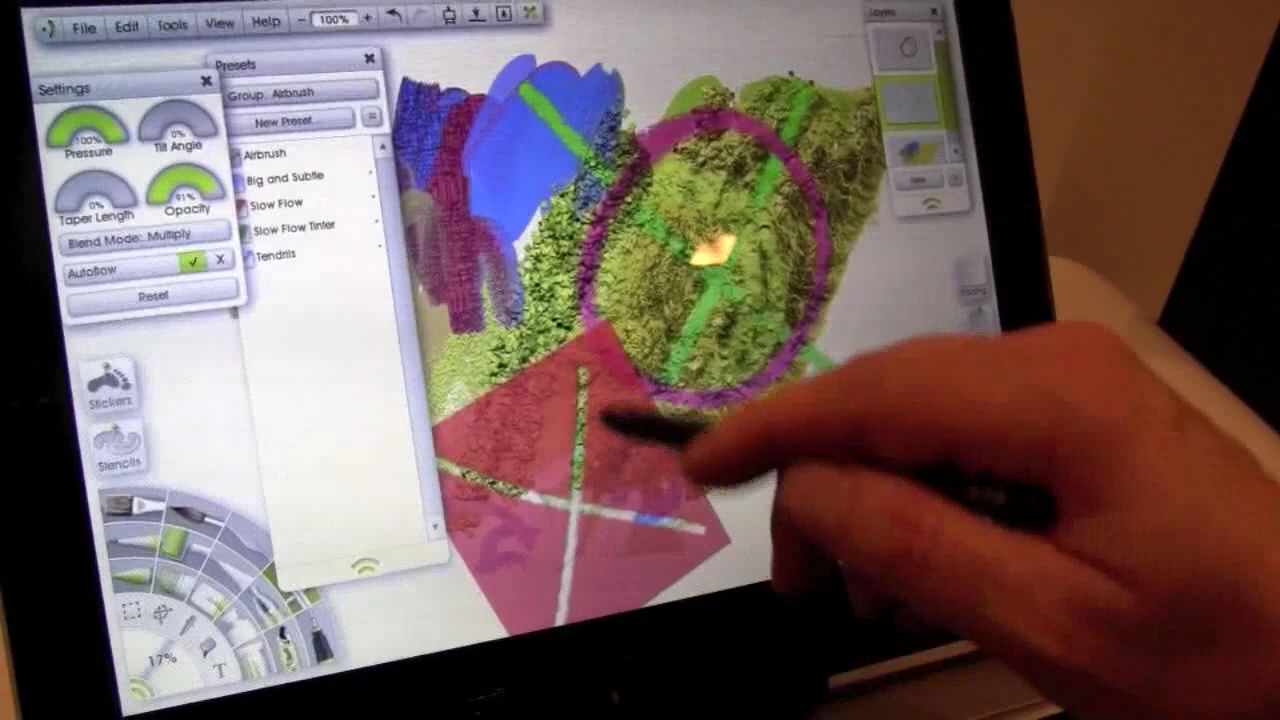 File Edit Tools View Help − 100% +
Settings
100%
Pressure
0%
Tilt Angle
0%
Taper Length
91%
Opacity
Blend Mode: Multiply
Autoflow ✓ X
Reset
Presets
Group: Airbrush
New Preset
Airbrush
Big and Subtle
Slow Flow
Slow Flow Tinter
Tendrils
Layers
New
Stickers
Stencils
17%
T